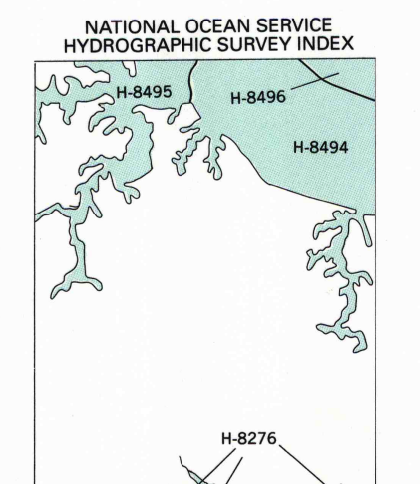 NATIONAL OCEAN SERVICE
HYDROGRAPHIC SURVEY INDEX
H-8495
H-8496
H-8494
H-8276